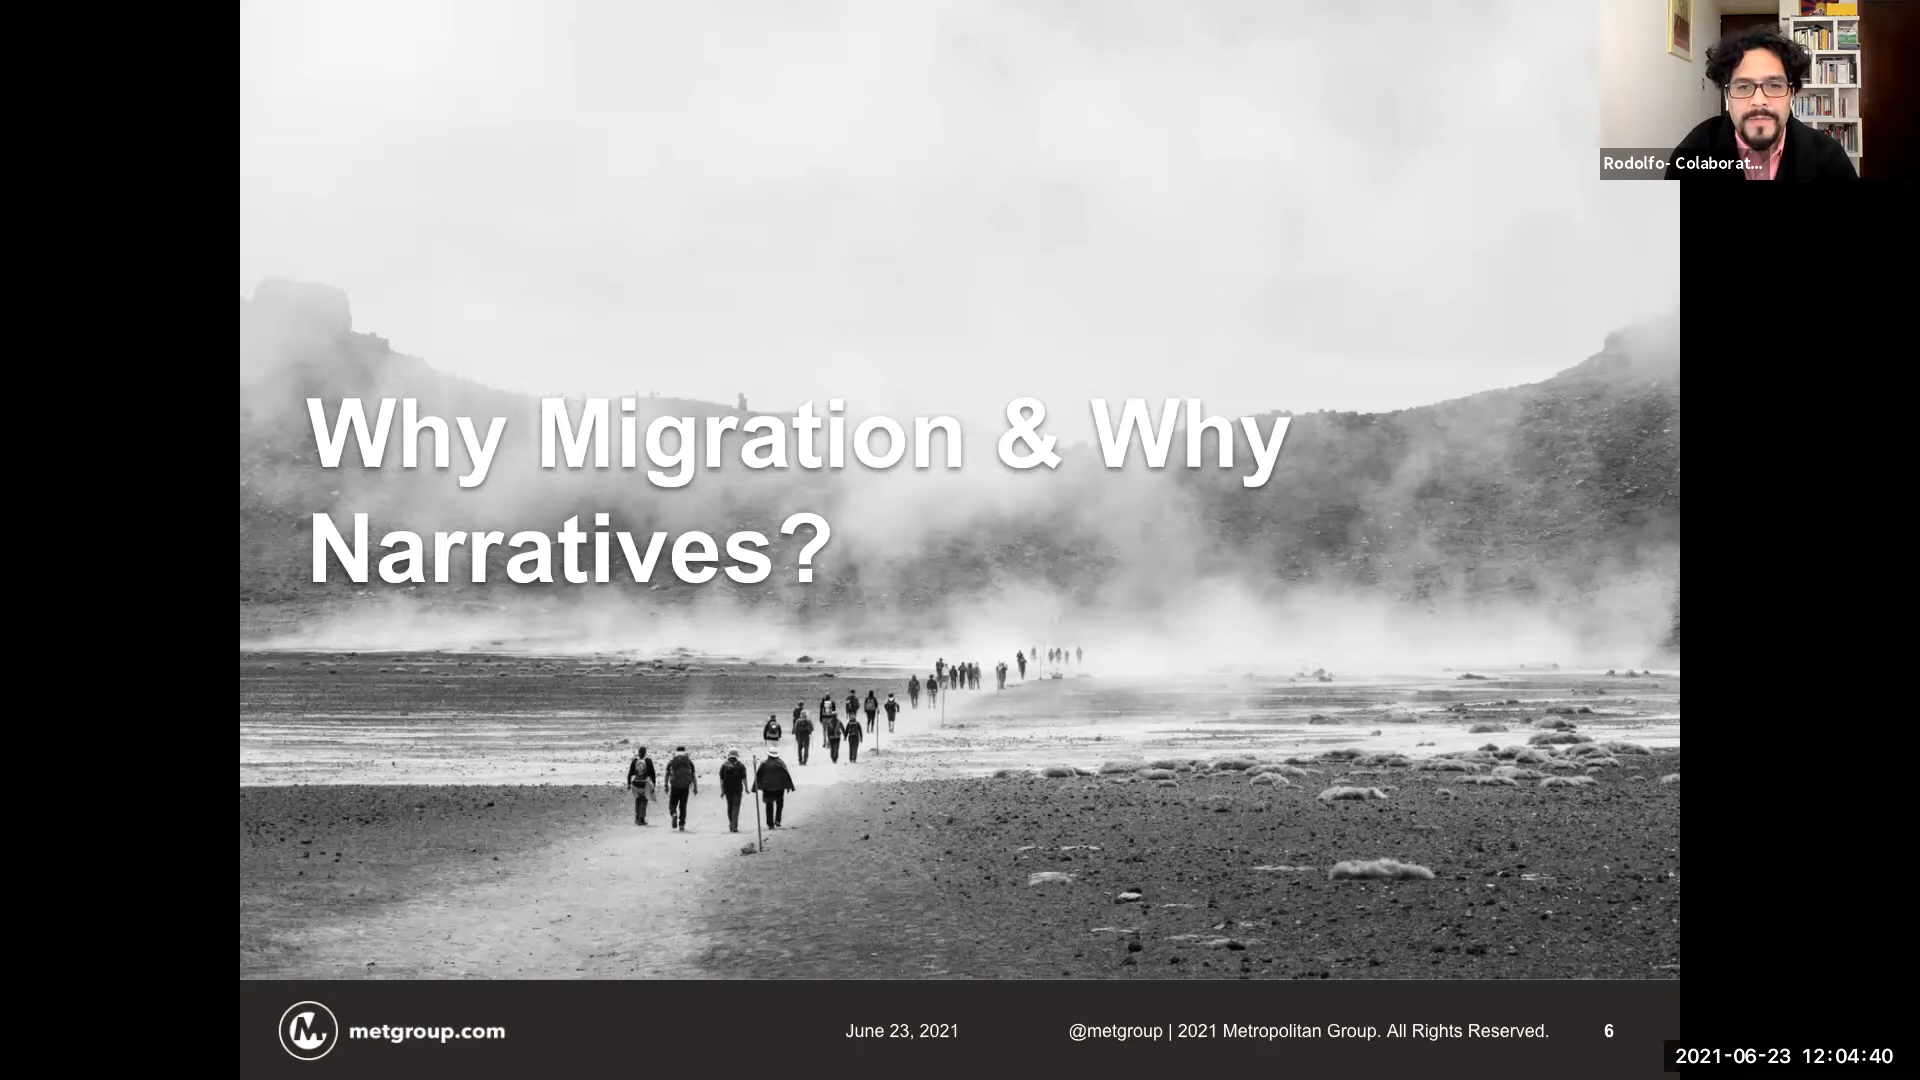 Rodolfo- Colaborat...
Why Migration & Why
Narratives?
M.
metgroup.com
June 23, 2021
@metgroup | 2021 Metropolitan Group. All Rights Reserved.
6
2021-06-23 12:04:40